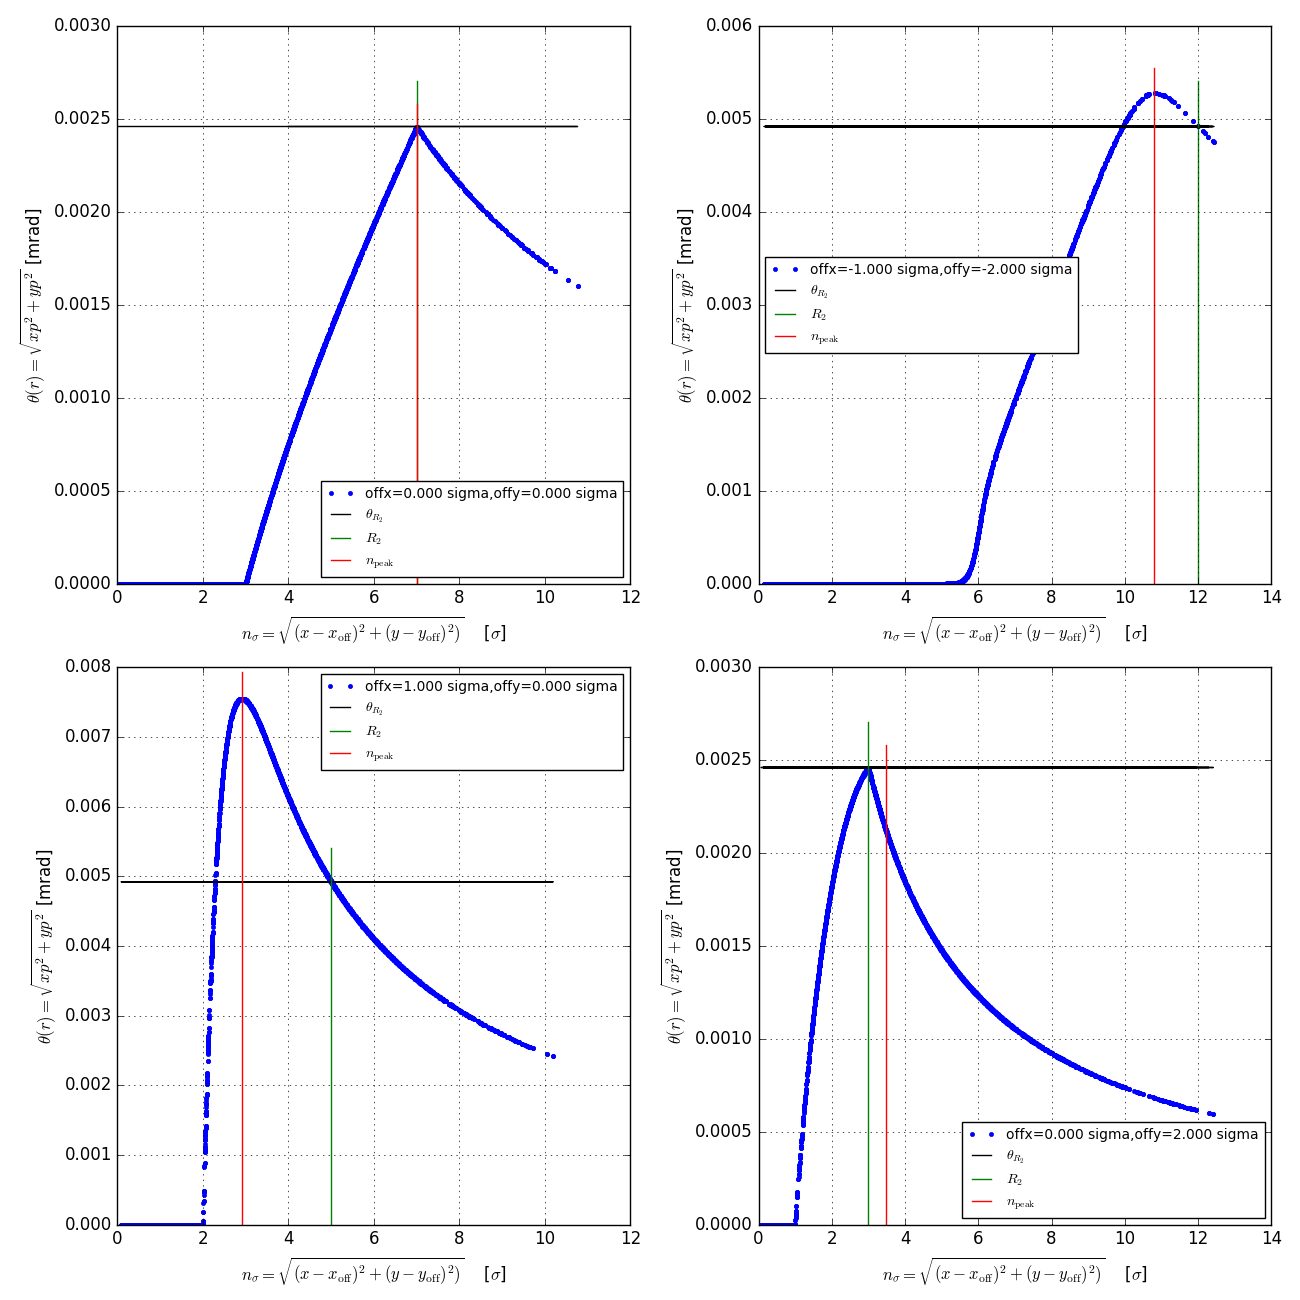 0.0030
0.0025
0.0020
0.0015
0.0010
0.0005
0.0000
0 2 4 6 8 10 12
θ(r) = √(xp² + yp²) [mrad]
n_σ = √((x − x_off)² + (y − y_off)²) [σ]
offx=0.000 sigma,offy=0.000 sigma
θ_R₂
R₂
n_peak
0.006
0.005
0.004
0.003
0.002
0.001
0.000
0 2 4 6 8 10 12 14
θ(r) = √(xp² + yp²) [mrad]
n_σ = √((x − x_off)² + (y − y_off)²) [σ]
offx=-1.000 sigma,offy=-2.000 sigma
θ_R₂
R₂
n_peak
0.008
0.007
0.006
0.005
0.004
0.003
0.002
0.001
0.000
0 2 4 6 8 10 12
θ(r) = √(xp² + yp²) [mrad]
n_σ = √((x − x_off)² + (y − y_off)²) [σ]
offx=1.000 sigma,offy=0.000 sigma
θ_R₂
R₂
n_peak
0.0030
0.0025
0.0020
0.0015
0.0010
0.0005
0.0000
0 2 4 6 8 10 12 14
θ(r) = √(xp² + yp²) [mrad]
n_σ = √((x − x_off)² + (y − y_off)²) [σ]
offx=0.000 sigma,offy=2.000 sigma
θ_R₂
R₂
n_peak